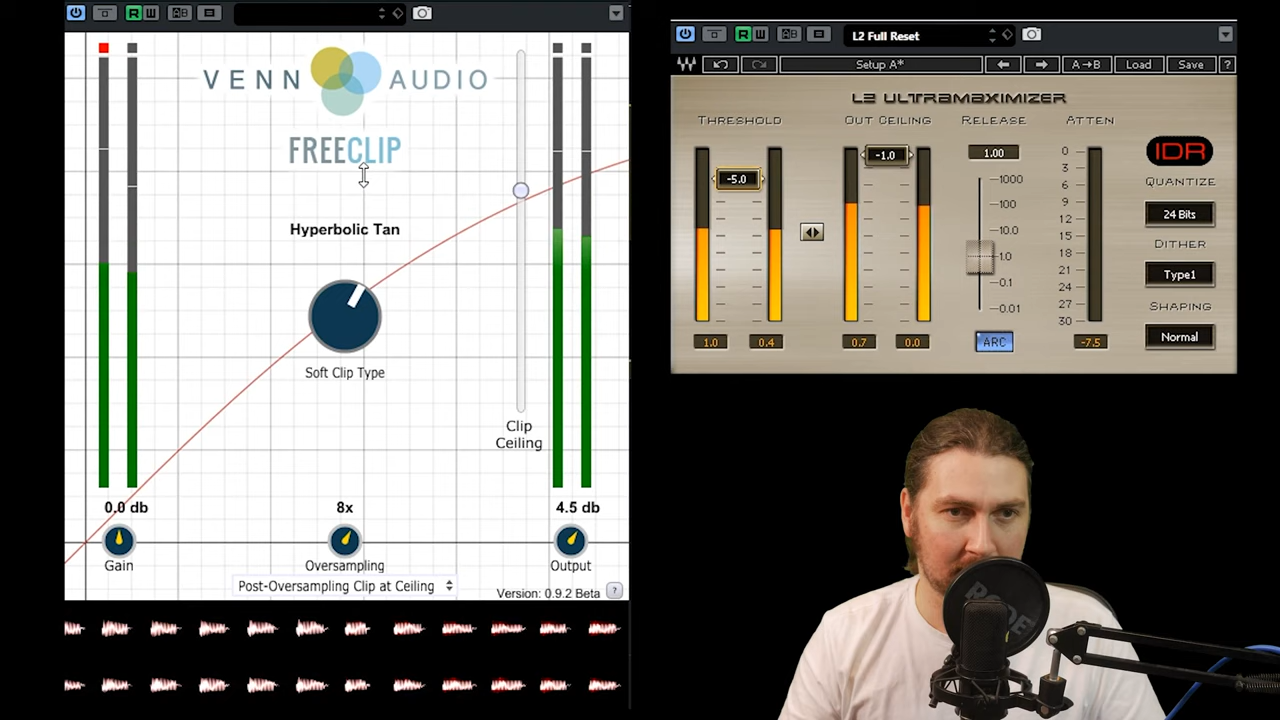 VENN AUDIO
FREECLIP
Hyperbolic Tan
Soft Clip Type
Clip
Ceiling
0.0 db
8x
4.5 db
Gain
Oversampling
Output
Post-Oversampling Clip at Ceiling
Version: 0.9.2 Beta
?
R W
A B
L2 Full Reset
Setup A*
A→B
Load
Save
?
L2 ULTRAMAXIMIZER
THRESHOLD
OUT CEILING
RELEASE
ATTEN
-5.0
-1.0
1.00
1000
100
10.0
1.0
0.1
0.01
0
3
6
9
12
15
18
21
24
27
30
IDR
QUANTIZE
24 Bits
DITHER
Type1
SHAPING
Normal
1.0
0.4
0.7
0.0
ARC
-7.5
RODE